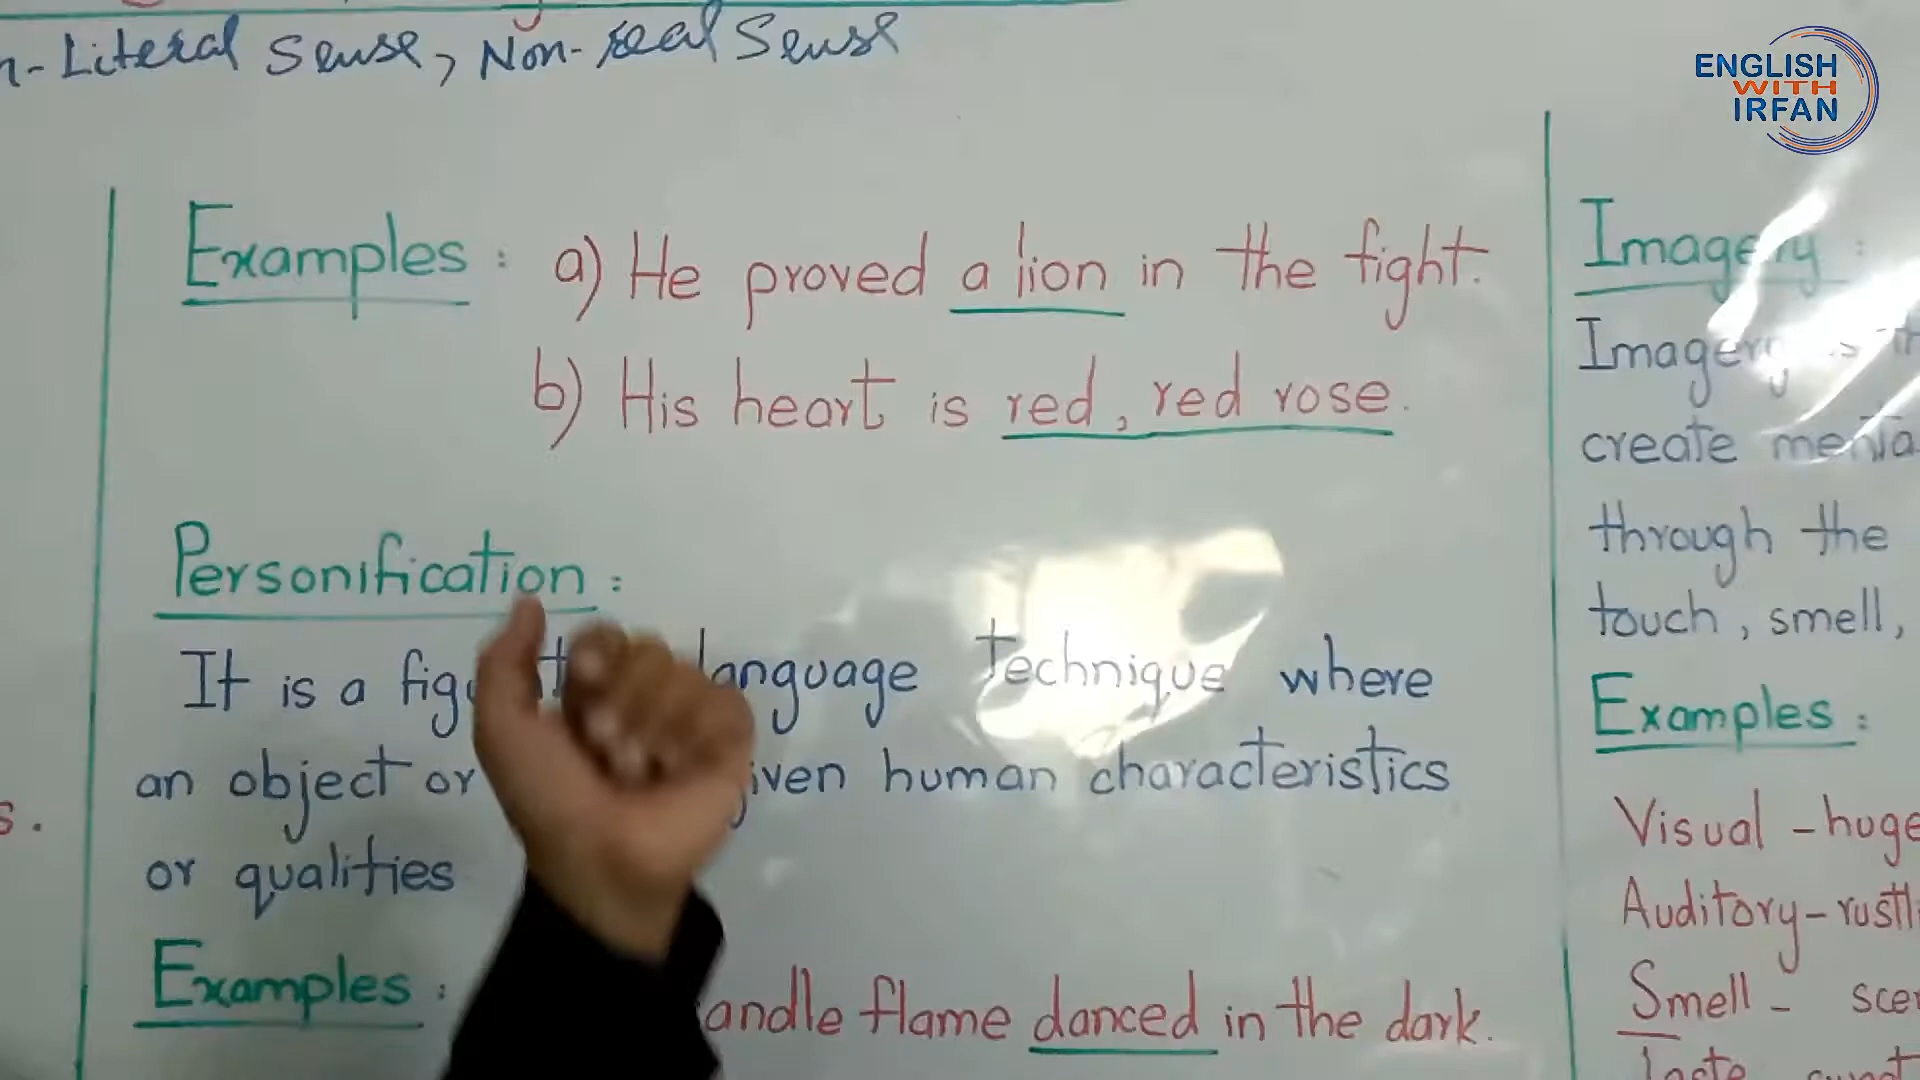 Literal Sense, Non-real Sense
ENGLISH
WITH
IRFAN
Examples : a) He proved a lion in the fight.
b) His heart is red, red rose.
Personification :
It is a language technique where
an object or human characteristics
or qualities
Examples : flame danced in the dark.
Imagery :
Imagery
create
through the
touch, smell,
Examples :
Visual - huge
Auditory -
Smell -